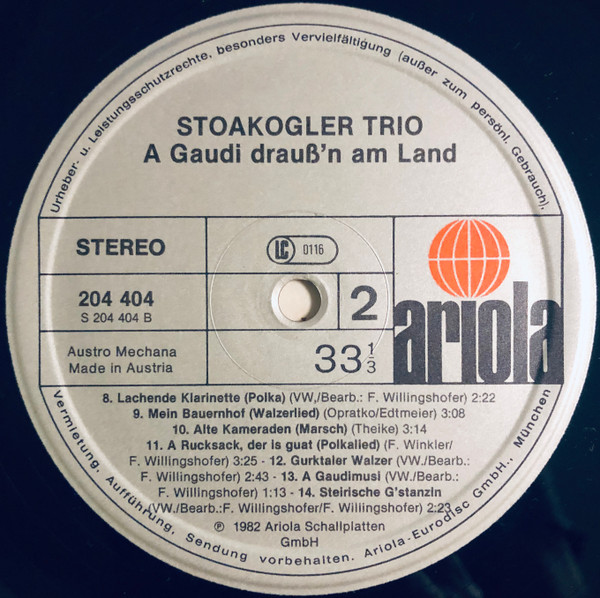 Urheber- u. Leistungsschutzrechte, besonders Vervielfältigung (außer zum persönl. Gebrauch),
STOAKOGLER TRIO
A Gaudi drauß'n am Land
STEREO
LC 0116
204 404
S 204 404 B
2
ariola
Austro Mechana
Made in Austria
33 1/3
8. Lachende Klarinette (Polka) (VW./Bearb.: F. Willingshofer) 2:22
9. Mein Bauernhof (Walzerlied) (Opratko/Edtmeier) 3:08
10. Alte Kameraden (Marsch) (Theike) 3:14
11. A Rucksack, der is guat (Polkalied) (F. Winkler/
F. Willingshofer) 3:25 · 12. Gurktaler Walzer (VW./Bearb.:
F. Willingshofer) 2:43 · 13. A Gaudimusi (VW./Bearb.:
F. Willingshofer) 1:13 · 14. Steirische G'stanzin
(VW./Bearb.:F. Willingshofer/F. Willingshofer) 2:23
℗ 1982 Ariola Schallplatten
GmbH
Vermietung, Aufführung, Sendung vorbehalten. Ariola-Eurodisc GmbH., München